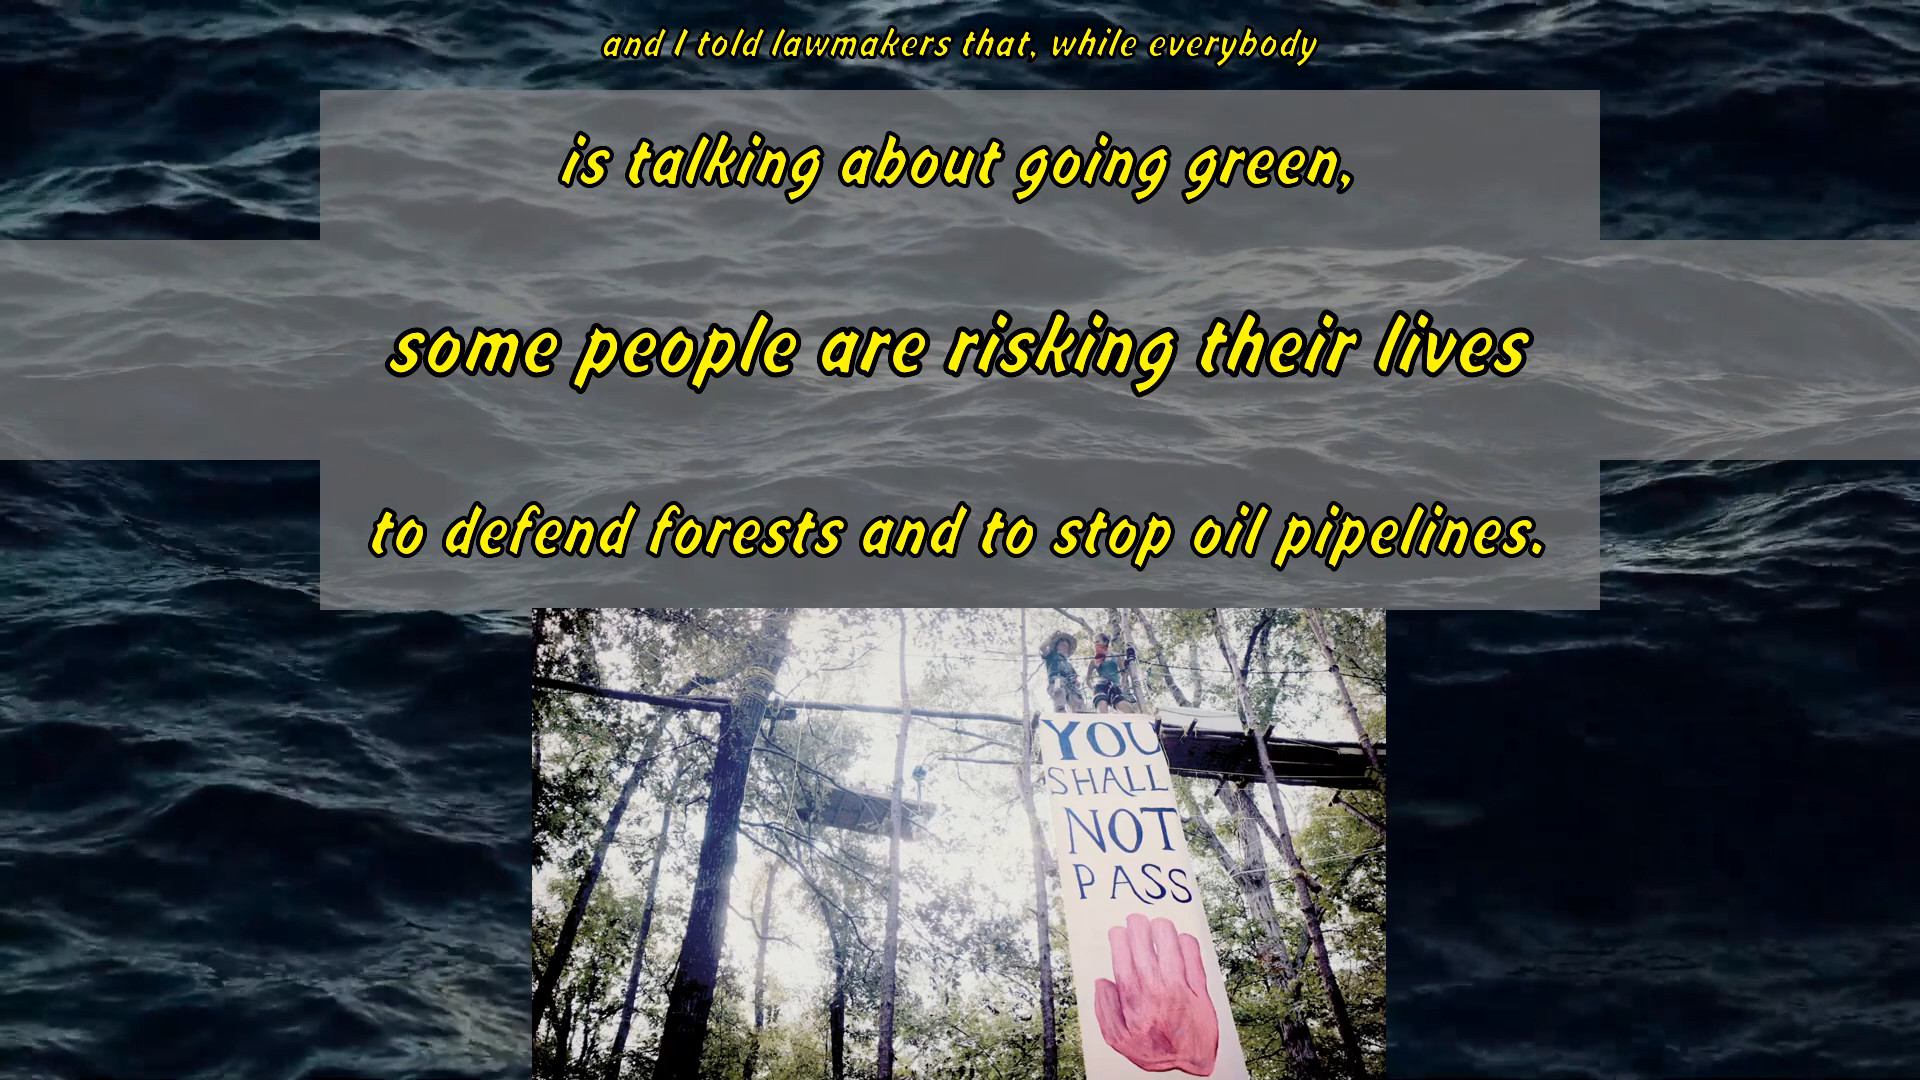 and I told lawmakers that, while everybody
is talking about going green,
some people are risking their lives
to defend forests and to stop oil pipelines.
YOU
SHALL
NOT
PASS